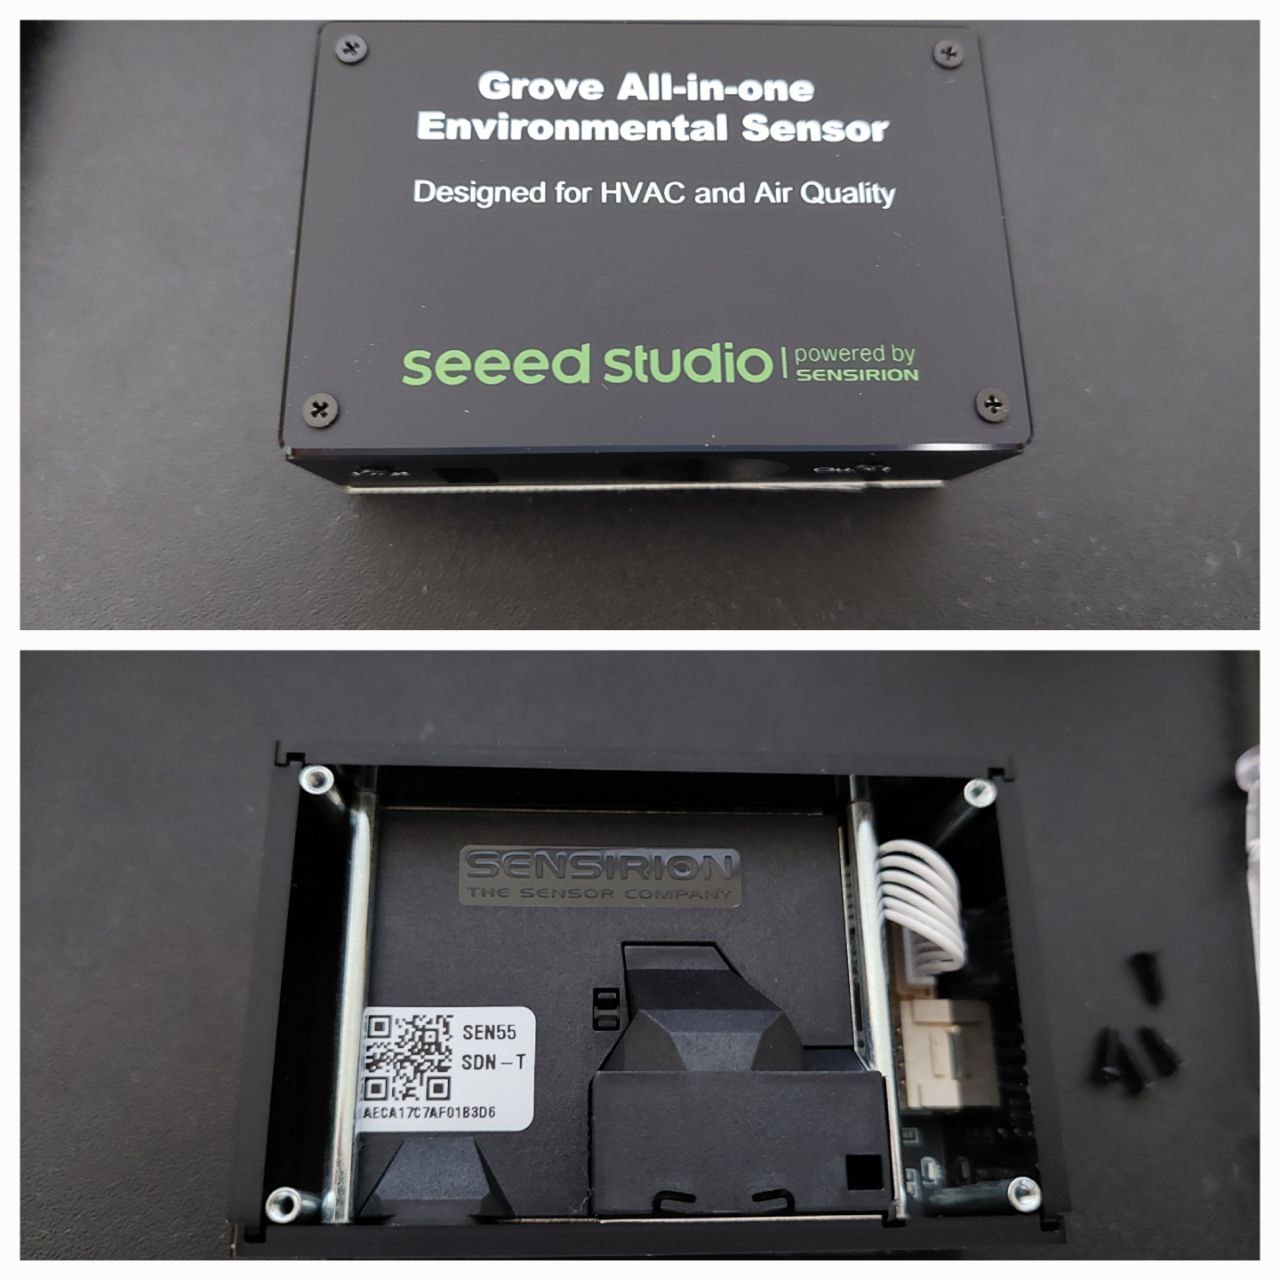 Grove All-in-one
Environmental Sensor
Designed for HVAC and Air Quality
seeed studio
powered by
SENSIRION
SENSIRION
THE SENSOR COMPANY
SEN55
SDN-T
AECA17C7AF01B3D6